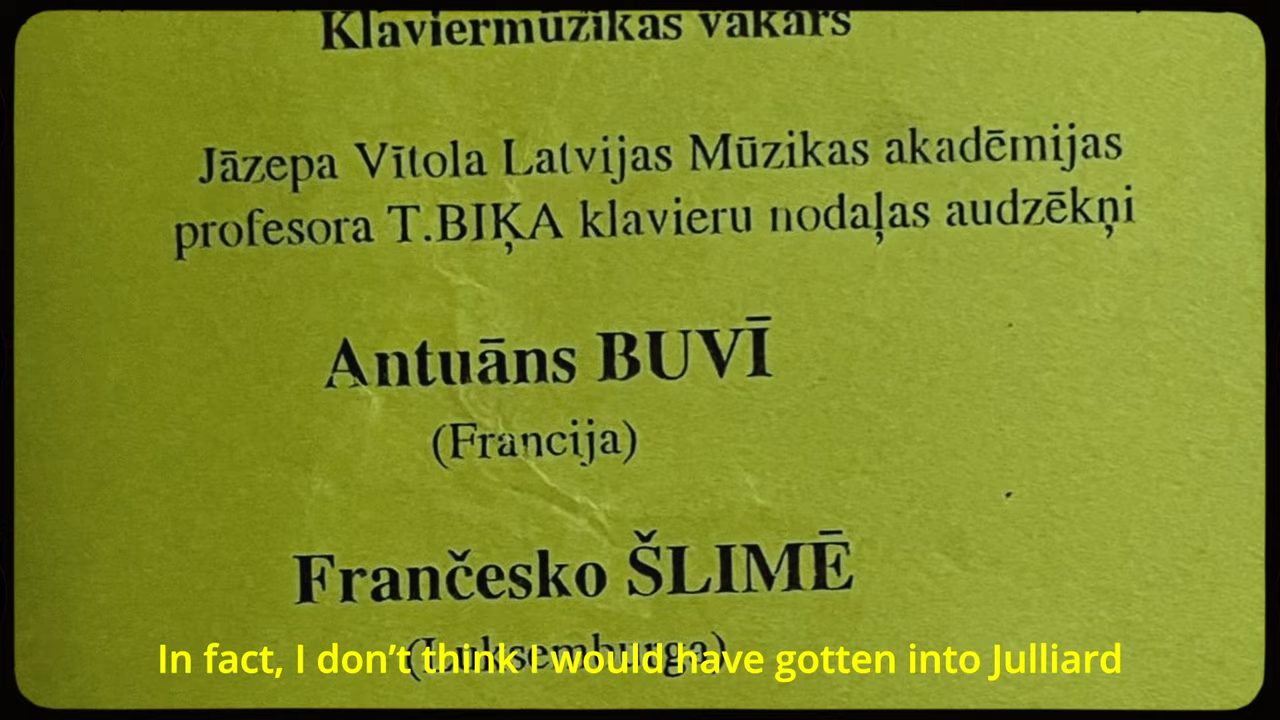 Klaviermūzikas vakars
Jāzepa Vītola Latvijas Mūzikas akadēmijas
profesora T.BIĶA klavieru nodaļas audzēkņi
Antuāns BUVĪ
(Francija)
Frančesko ŠLIMĒ
(Luksemburga)
In fact, I don’t think I would have gotten into Julliard